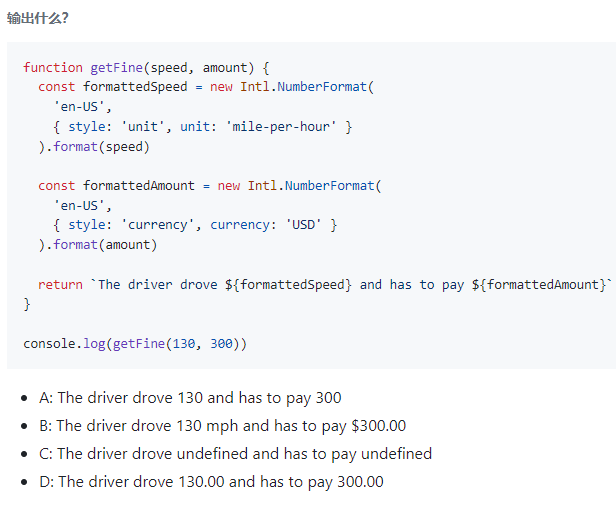 输出什么?
function getFine(speed, amount) {
  const formattedSpeed = new Intl.NumberFormat(
    'en-US',
    { style: 'unit', unit: 'mile-per-hour' }
  ).format(speed)

  const formattedAmount = new Intl.NumberFormat(
    'en-US',
    { style: 'currency', currency: 'USD' }
  ).format(amount)

  return `The driver drove ${formattedSpeed} and has to pay ${formattedAmount}`
}

console.log(getFine(130, 300))
• A: The driver drove 130 and has to pay 300
• B: The driver drove 130 mph and has to pay $300.00
• C: The driver drove undefined and has to pay undefined
• D: The driver drove 130.00 and has to pay 300.00